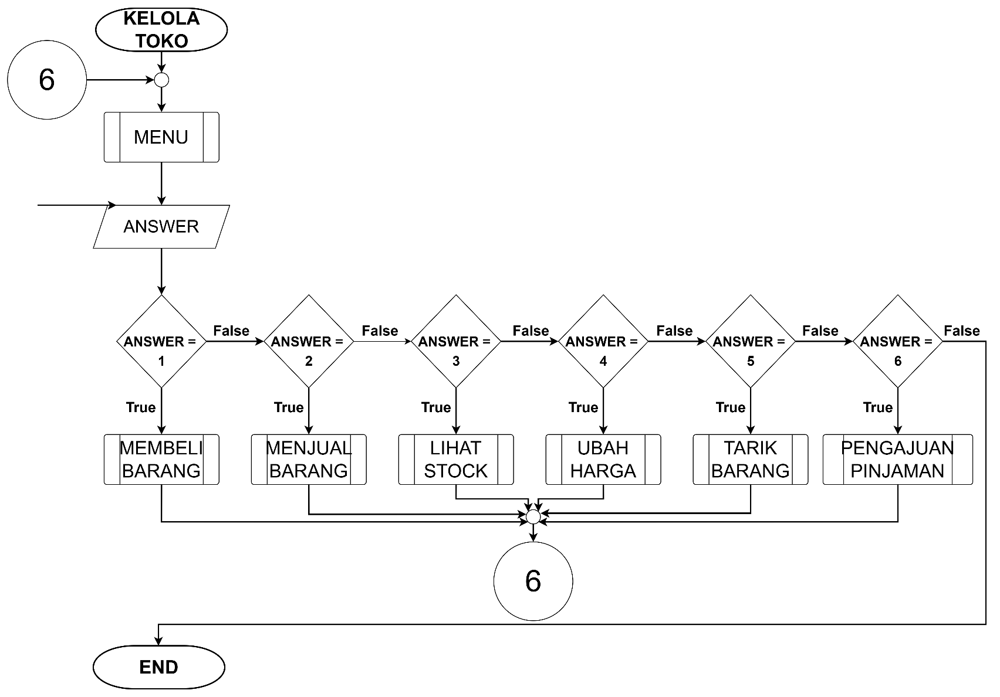 KELOLA
TOKO
6
MENU
ANSWER
False
False
False
False
False
False
ANSWER =
1
ANSWER =
2
ANSWER =
3
ANSWER =
4
ANSWER =
5
ANSWER =
6
True
True
True
True
True
True
MEMBELI
BARANG
MENJUAL
BARANG
LIHAT
STOCK
UBAH
HARGA
TARIK
BARANG
PENGAJUAN
PINJAMAN
6
END